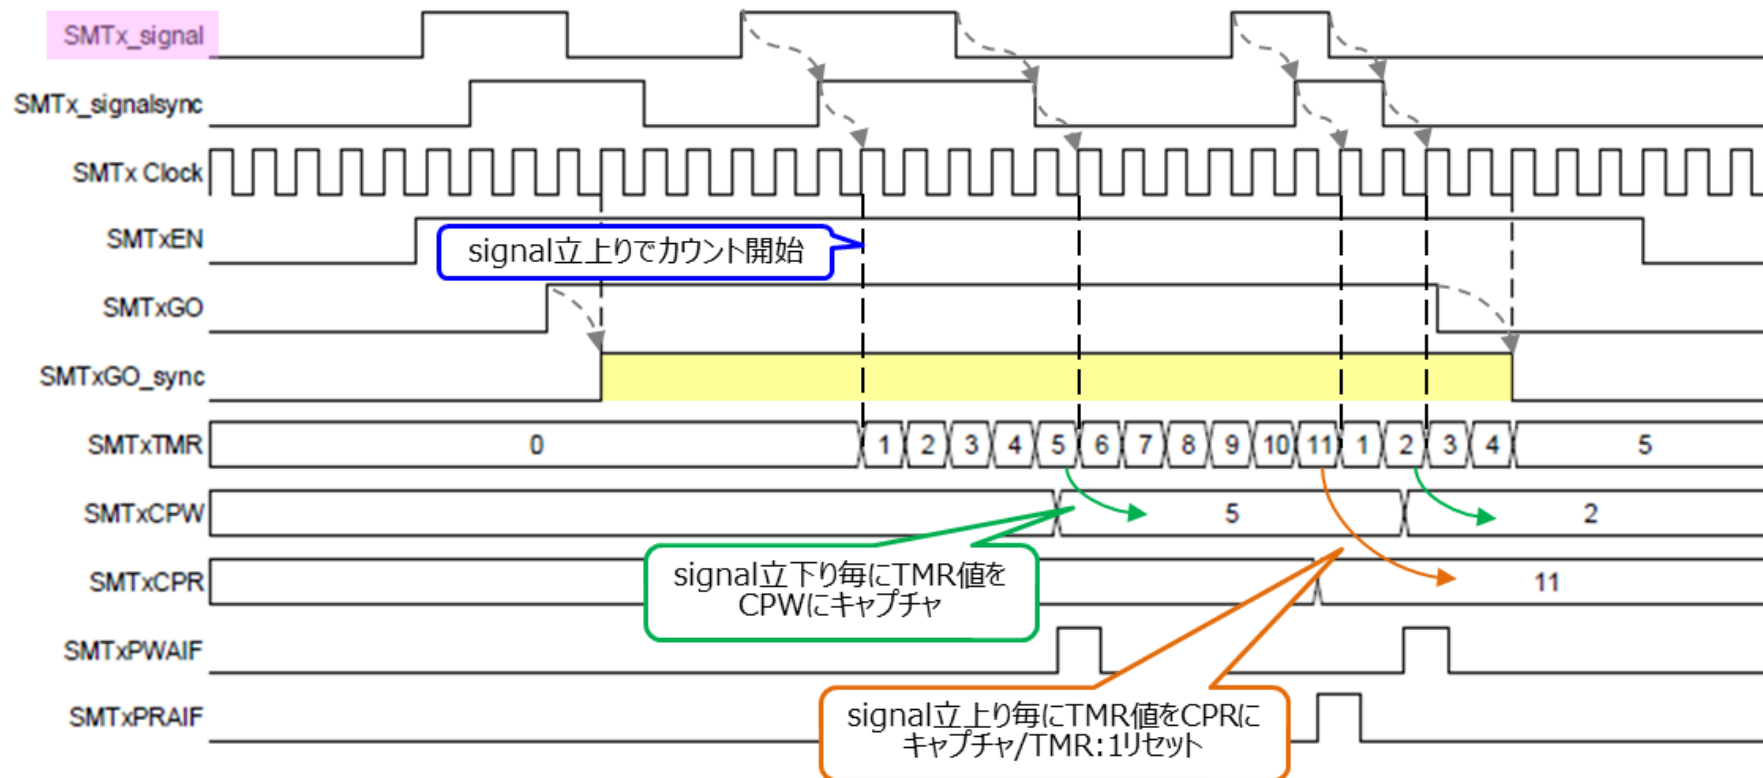 SMTx_signal
SMTx_signalsync
SMTx Clock
SMTxEN
signal立上りでカウント開始
SMTxGO
SMTxGO_sync
SMTxTMR
0 1 2 3 4 5 6 7 8 9 10 11 1 2 3 4 5
SMTxCPW
5 2
signal立下り毎にTMR値を
CPWにキャプチャ
SMTxCPR
11
SMTxPWAIF
SMTxPRAIF
signal立上り毎にTMR値をCPRに
キャプチャ/TMR:1リセット